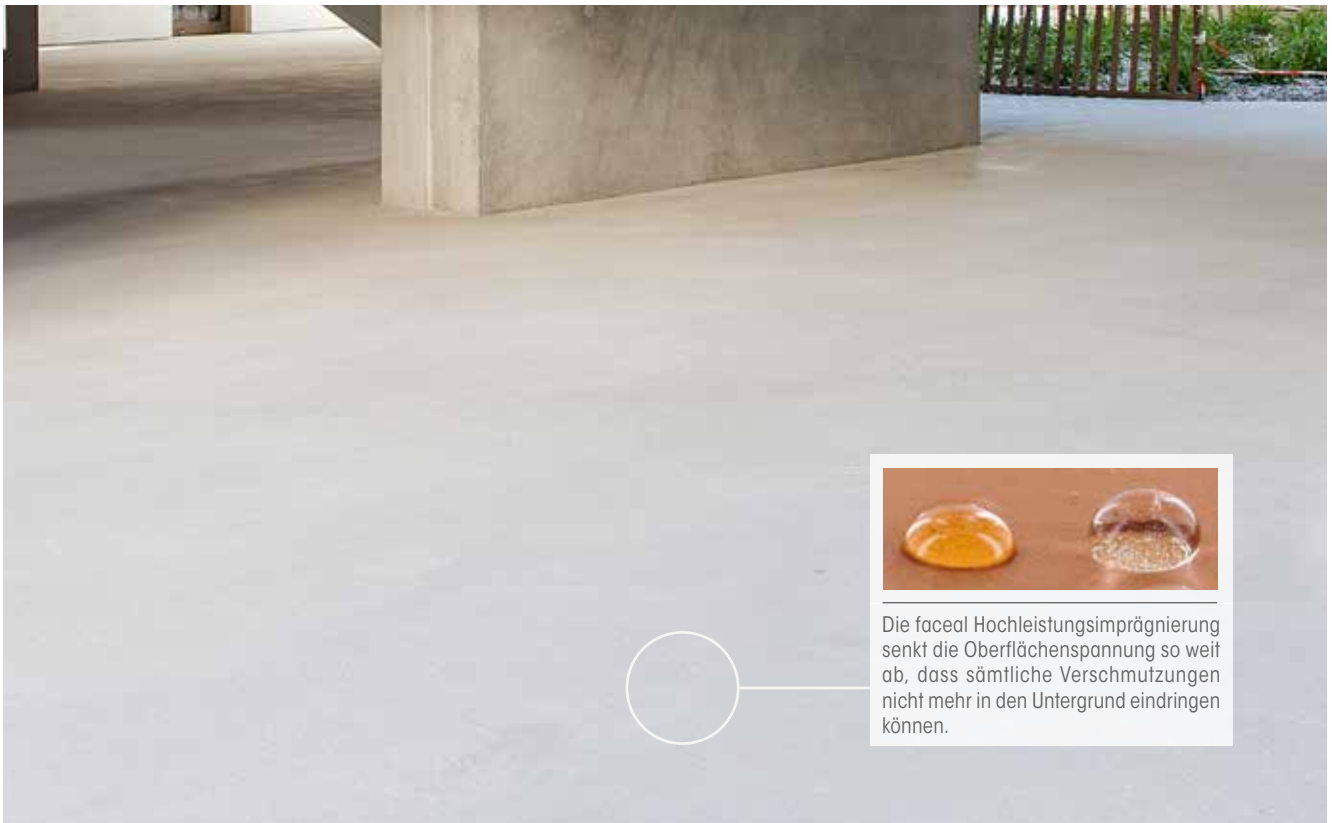 Die faceal Hochleistungsimprägnierung
senkt die Oberflächenspannung so weit
ab, dass sämtliche Verschmutzungen
nicht mehr in den Untergrund eindringen
können.